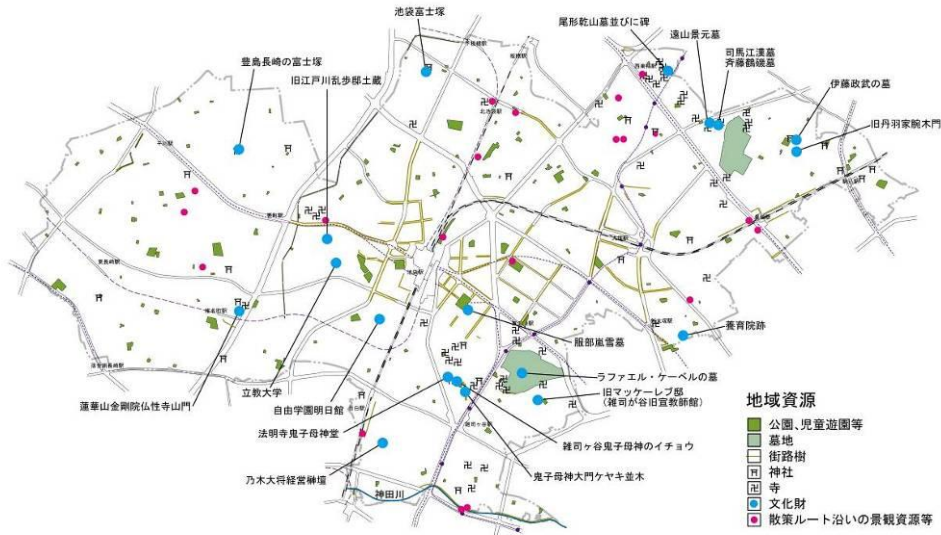 池袋富士塚
尾形乾山墓並びに碑
遠山景元墓
司馬江漢墓
斉藤鶴磯墓
豊島長崎の富士塚
旧江戸川乱歩邸土蔵
伊藤政武の墓
旧丹羽家腕木門
養育院跡
服部嵐雪墓
ラファエル・ケーベルの墓
旧マッケーレブ邸
(雑司が谷旧宣教師館)
蓮華山金剛院仏性寺山門
立教大学
自由学園明日館
法明寺鬼子母神堂
雑司ヶ谷鬼子母神のイチョウ
鬼子母神大門ケヤキ並木
乃木大将経営榊壇
神田川
地域資源
公園、児童遊園等
墓地
街路樹
神社
寺
文化財
散策ルート沿いの景観資源等